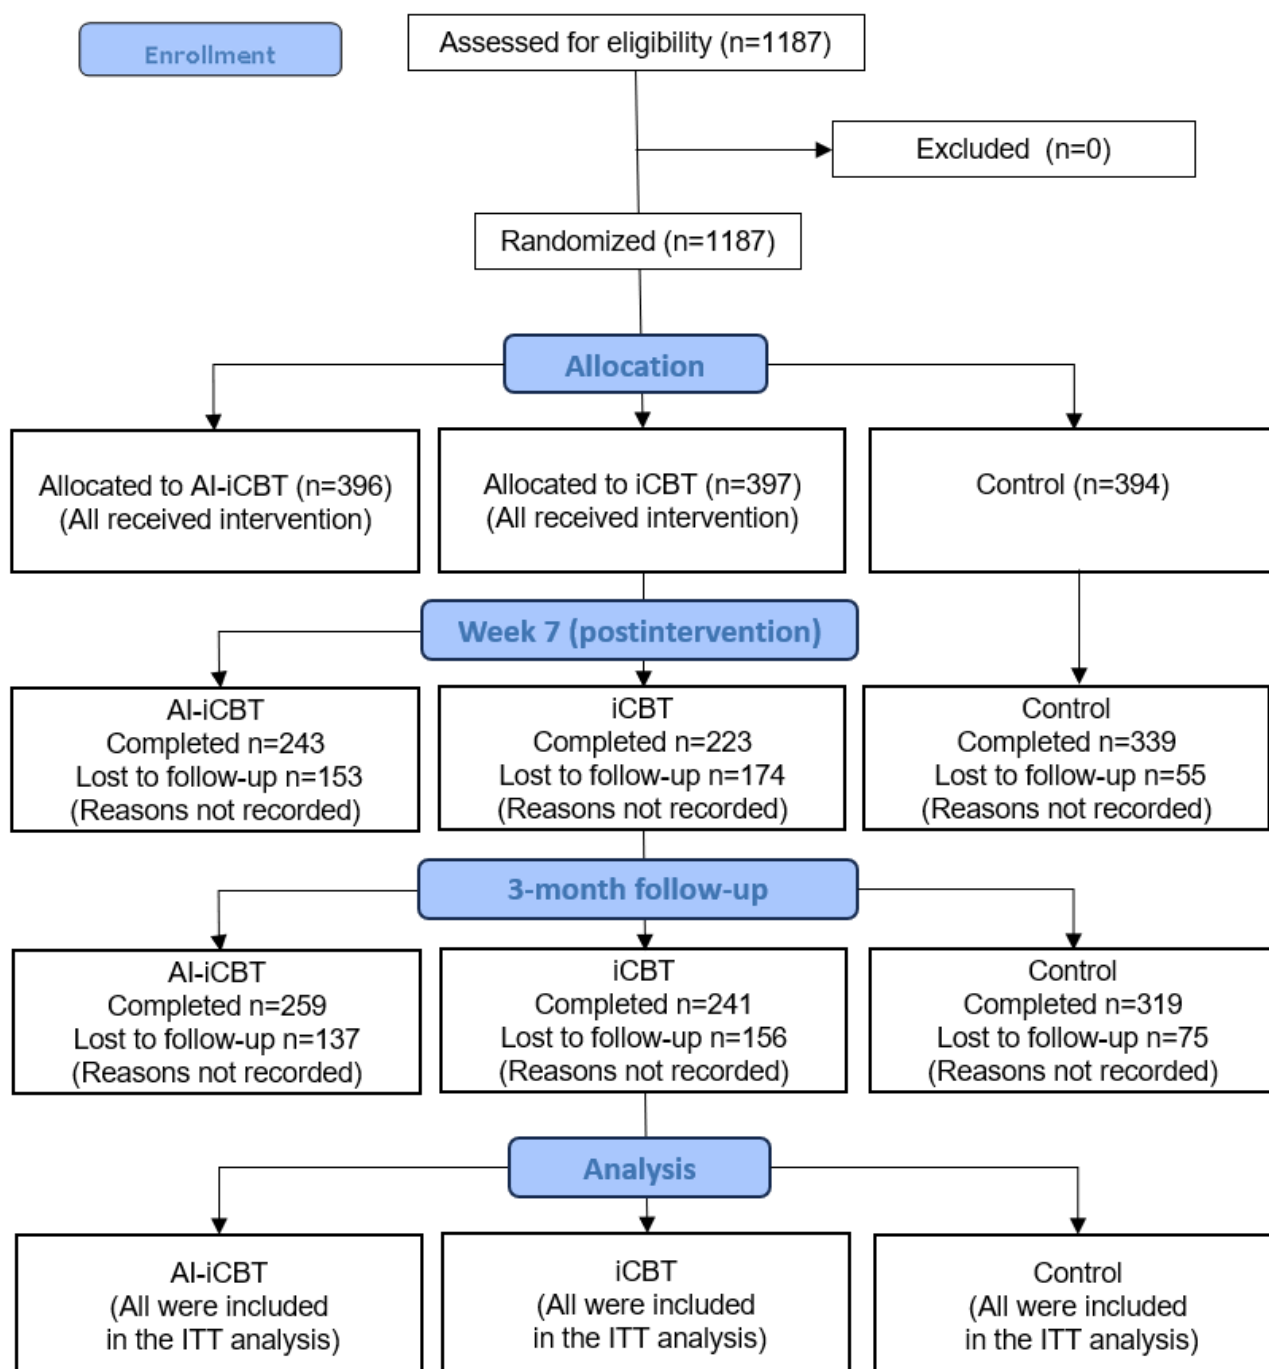 Enrollment
Assessed for eligibility (n=1187)
Excluded (n=0)
Randomized (n=1187)
Allocation
Allocated to AI-iCBT (n=396)
(All received intervention)
Allocated to iCBT (n=397)
(All received intervention)
Control (n=394)
Week 7 (postintervention)
AI-iCBT
Completed n=243
Lost to follow-up n=153
(Reasons not recorded)
iCBT
Completed n=223
Lost to follow-up n=174
(Reasons not recorded)
Control
Completed n=339
Lost to follow-up n=55
(Reasons not recorded)
3-month follow-up
AI-iCBT
Completed n=259
Lost to follow-up n=137
(Reasons not recorded)
iCBT
Completed n=241
Lost to follow-up n=156
(Reasons not recorded)
Control
Completed n=319
Lost to follow-up n=75
(Reasons not recorded)
Analysis
AI-iCBT
(All were included
in the ITT analysis)
iCBT
(All were included
in the ITT analysis)
Control
(All were included
in the ITT analysis)